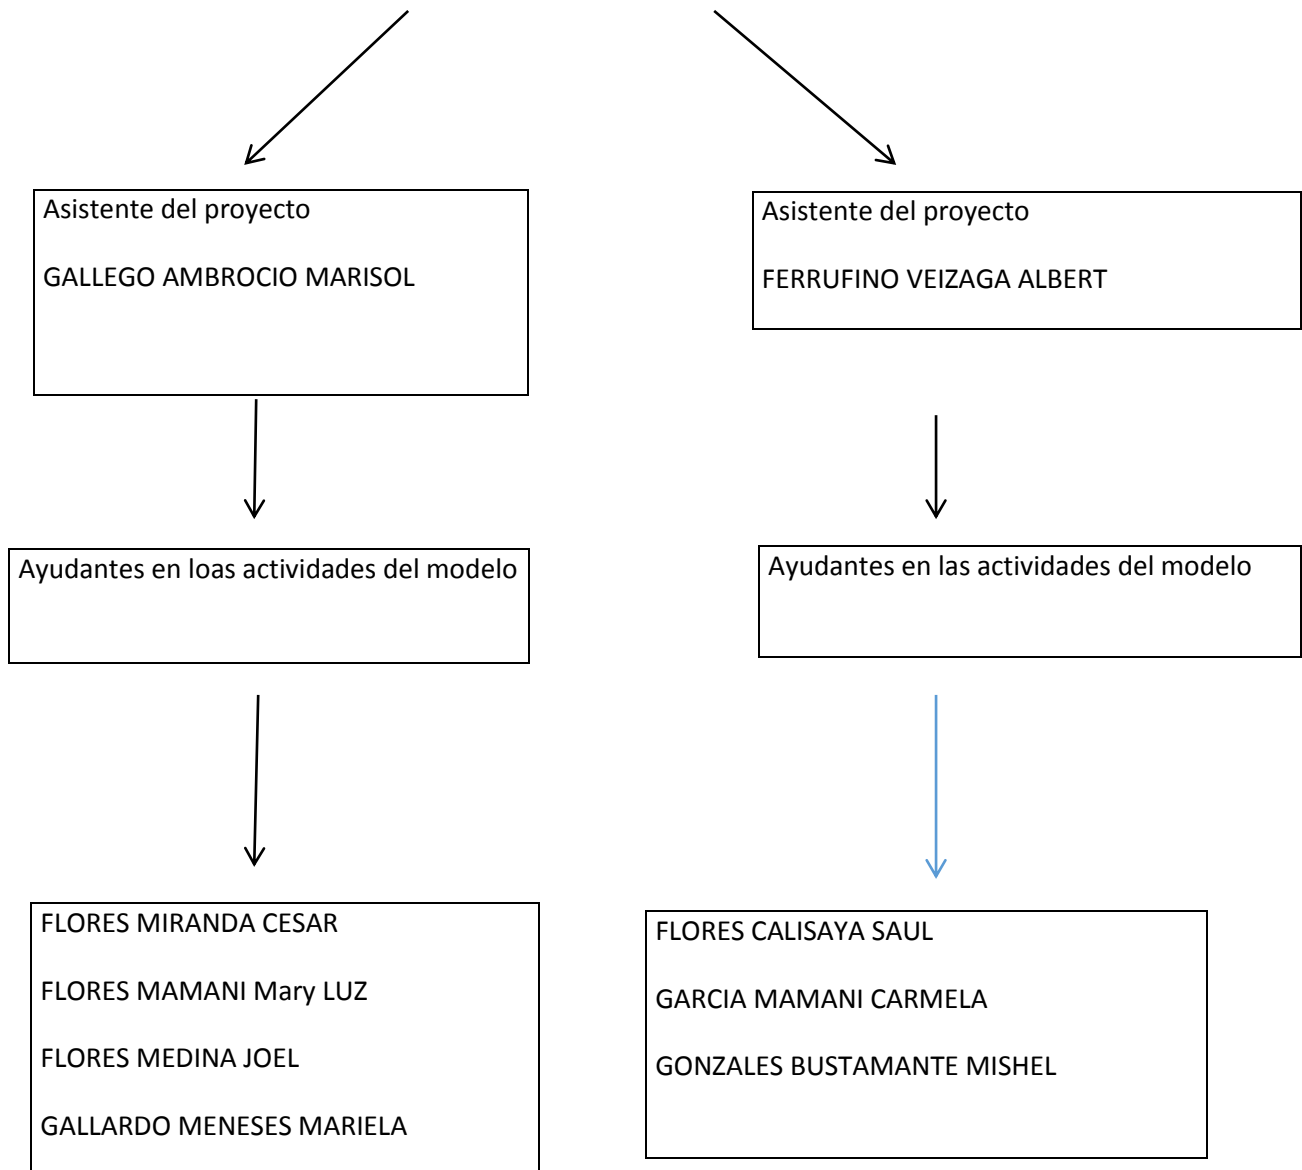 Asistente del proyecto
GALLEGO AMBROCIO MARISOL
Asistente del proyecto
FERRUFINO VEIZAGA ALBERT
Ayudantes en loas actividades del modelo
Ayudantes en las actividades del modelo
FLORES MIRANDA CESAR
FLORES MAMANI Mary LUZ
FLORES MEDINA JOEL
GALLARDO MENESES MARIELA
FLORES CALISAYA SAUL
GARCIA MAMANI CARMELA
GONZALES BUSTAMANTE MISHEL